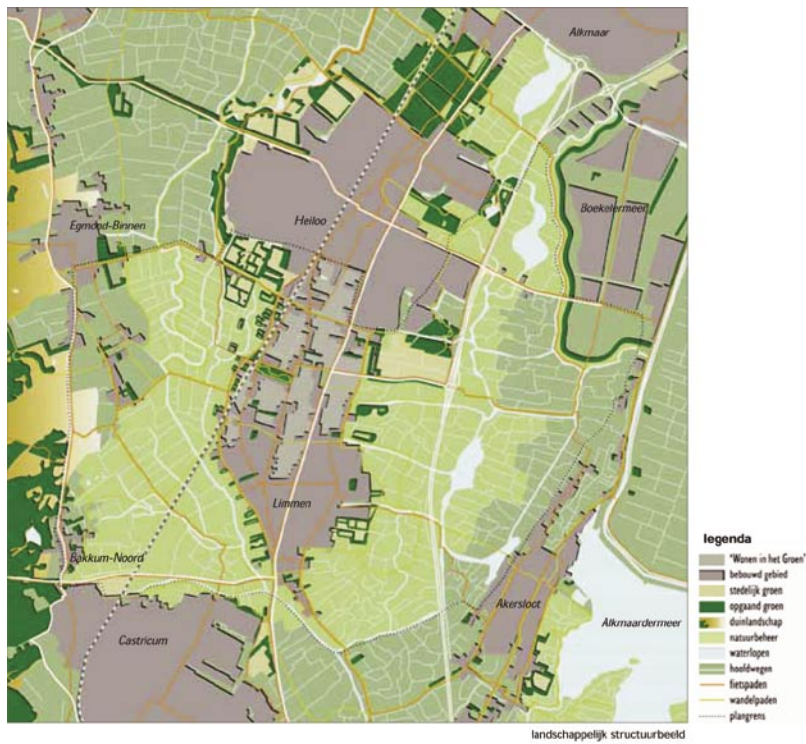 Alkmaar
Boekelermeer
Heiloo
Egmond-Binnen
Limmen
Bakkum-Noord
Akersloot
Castricum
Alkmaardermeer
legenda
"Wonen in het Groen"
bebouwd gebied
stedelijk groen
opgaand groen
duinlandschap
natuurbeheer
waterlopen
hoofdwegen
fietspaden
wandelpaden
plangrens
landschappelijk structuurbeeld